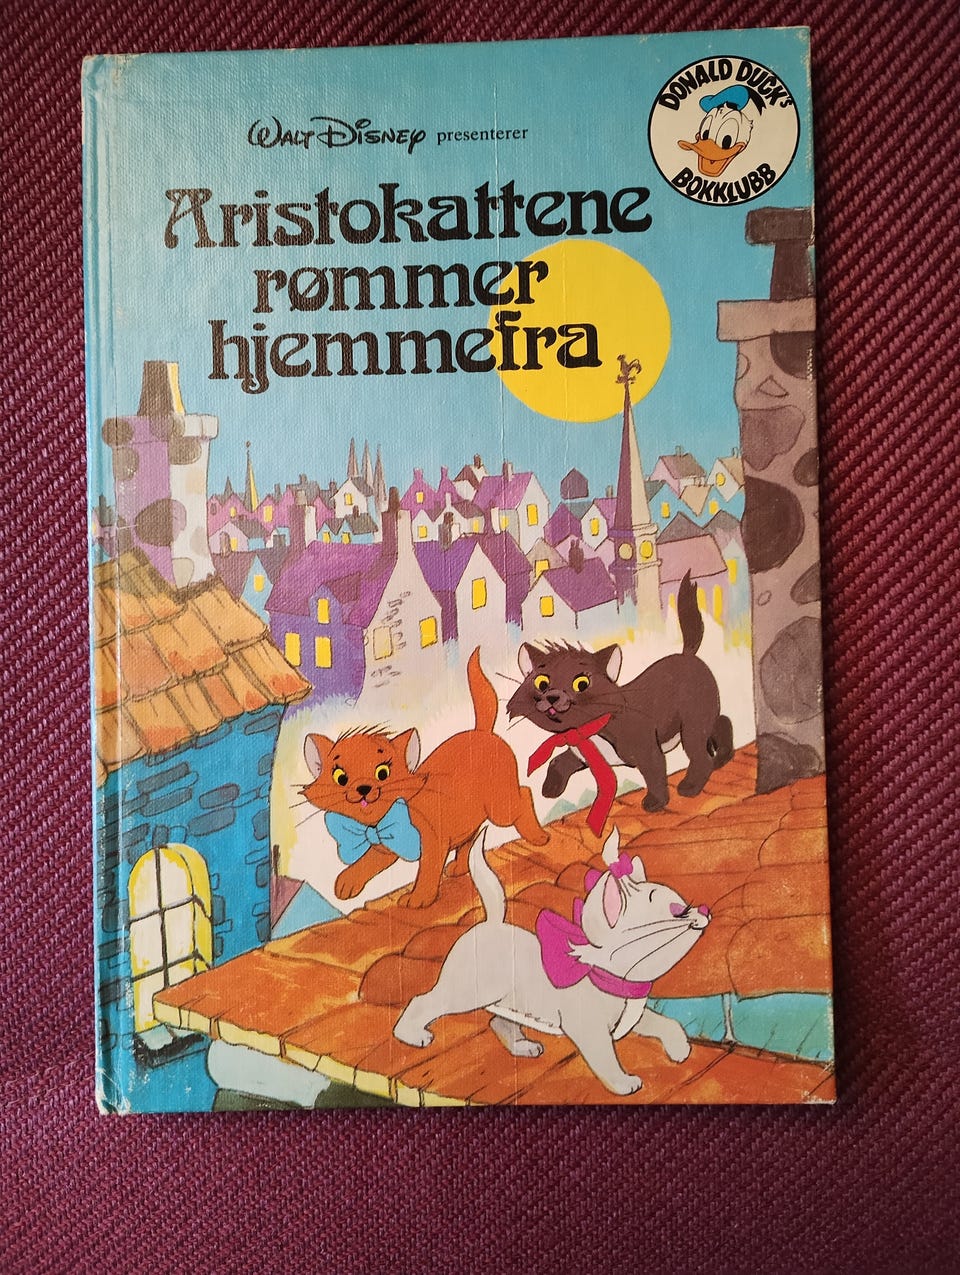 DONALD DUCK's
BOKKLUBB
WALT DISNEY presenterer
Aristokattene
rømmer
hjemmefra